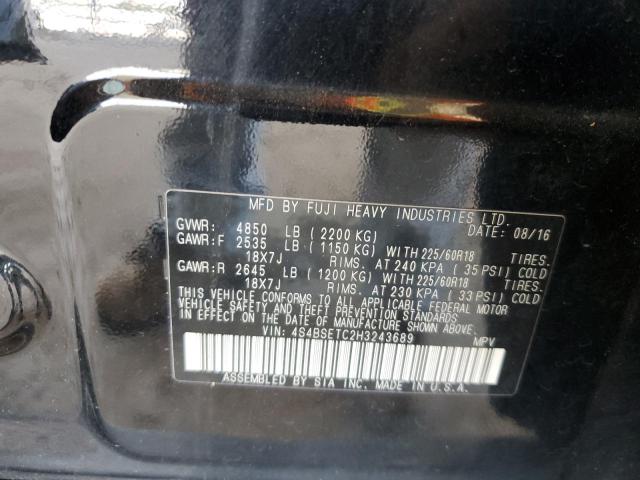 MFD BY FUJI HEAVY INDUSTRIES LTD
GVWR: 4850 LB (2200 KG) DATE: 08/16
GAWR:F 2535 LB (1150 KG) WITH 225/60R18 TIRES.
18X7J RIMS. AT 240 KPA (35 PSI) COLD
GAWR:R 2645 LB (1200 KG) WITH 225/60R18 TIRES.
18X7J RIMS. AT 230 KPA (33 PSI) COLD
THIS VEHICLE CONFORMS TO ALL APPLICABLE FEDERAL MOTOR
VEHICLE SAFETY AND THEFT PREVENTION STANDARDS
IN EFFECT ON THE DATE OF MANUFACTURE SHOWN ABOVE.
VIN: 4S4BSETC2H3243689 MPV
ASSEMBLED BY SIA INC. MADE IN U.S.A.